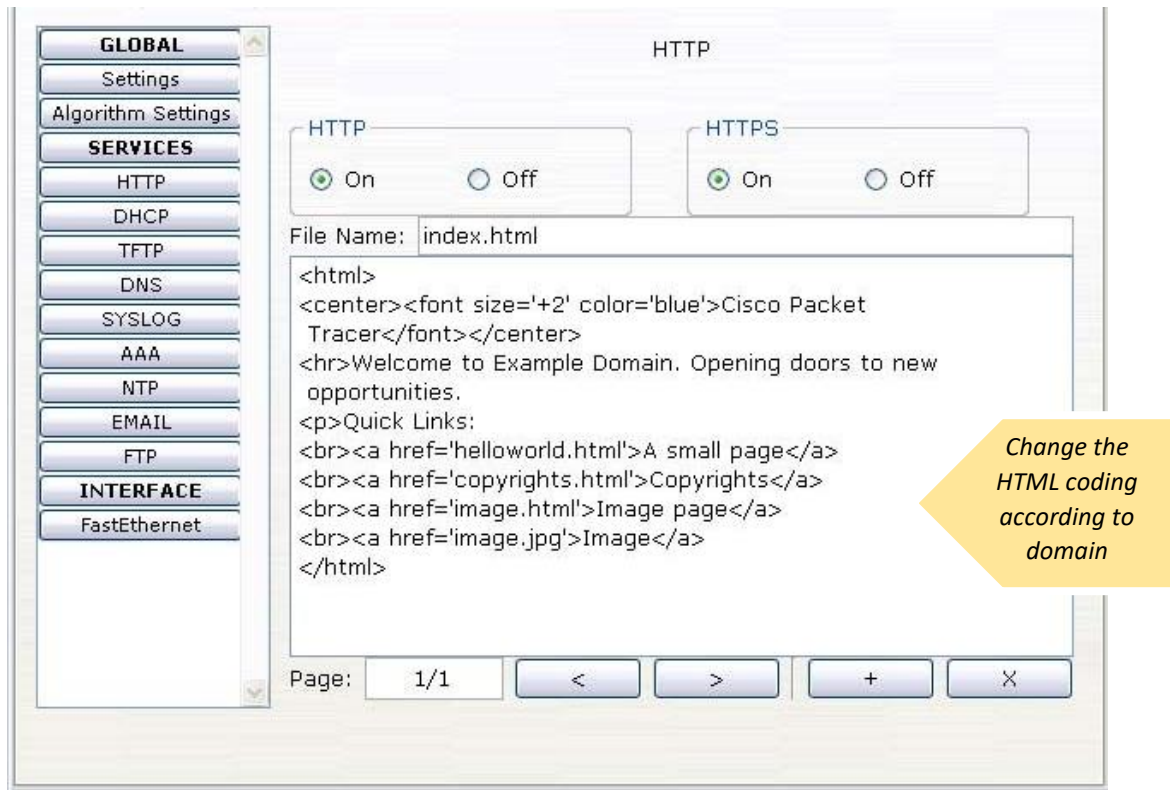 GLOBAL
Settings
Algorithm Settings
SERVICES
HTTP
DHCP
TFTP
DNS
SYSLOG
AAA
NTP
EMAIL
FTP
INTERFACE
FastEthernet
HTTP
HTTP
On Off
HTTPS
On Off
File Name: index.html
<html>
<center><font size='+2' color='blue'>Cisco Packet
Tracer</font></center>
<hr>Welcome to Example Domain. Opening doors to new
opportunities.
<p>Quick Links:
<br><a href='helloworld.html'>A small page</a>
<br><a href='copyrights.html'>Copyrights</a>
<br><a href='image.html'>Image page</a>
<br><a href='image.jpg'>Image</a>
</html>
Page: 1/1 < > + X
Change the
HTML coding
according to
domain